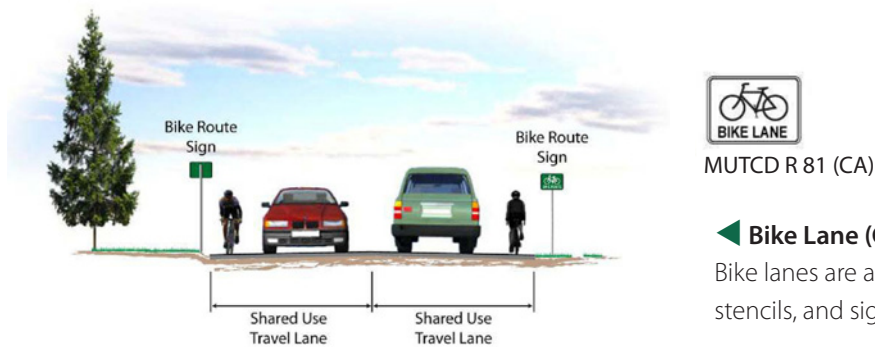 Bike Route
Sign
Bike Route
Sign
Shared Use
Travel Lane
Shared Use
Travel Lane
BIKE LANE
MUTCD R 81 (CA)
Bike Lane (
Bike lanes are a
stencils, and sig